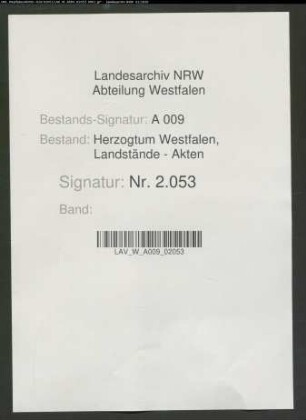 Landesarchiv NRW
Abteilung Westfalen
Bestands-Signatur: A 009
Bestand: Herzogtum Westfalen,
Landstände - Akten
Signatur: Nr. 2.053
Band:
LAV_W_A009_02053